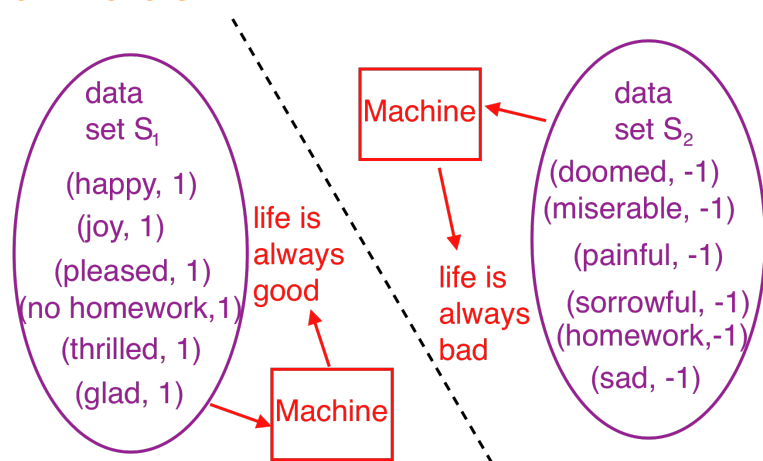 data
set S₁
(happy, 1)
(joy, 1)
(pleased, 1)
(no homework,1)
(thrilled, 1)
(glad, 1)
life is
always
good
Machine
Machine
life is
always
bad
data
set S₂
(doomed, -1)
(miserable, -1)
(painful, -1)
(sorrowful, -1)
(homework,-1)
(sad, -1)